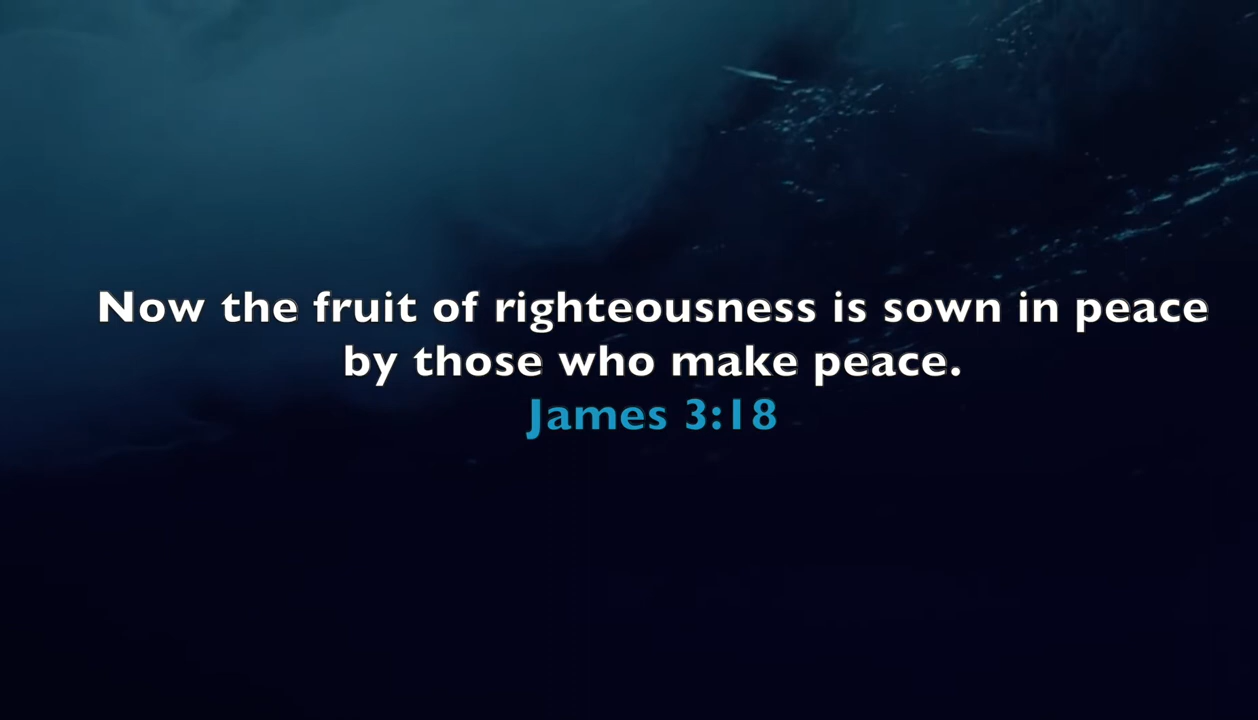 Now the fruit of righteousness is sown in peace
by those who make peace.
James 3:18